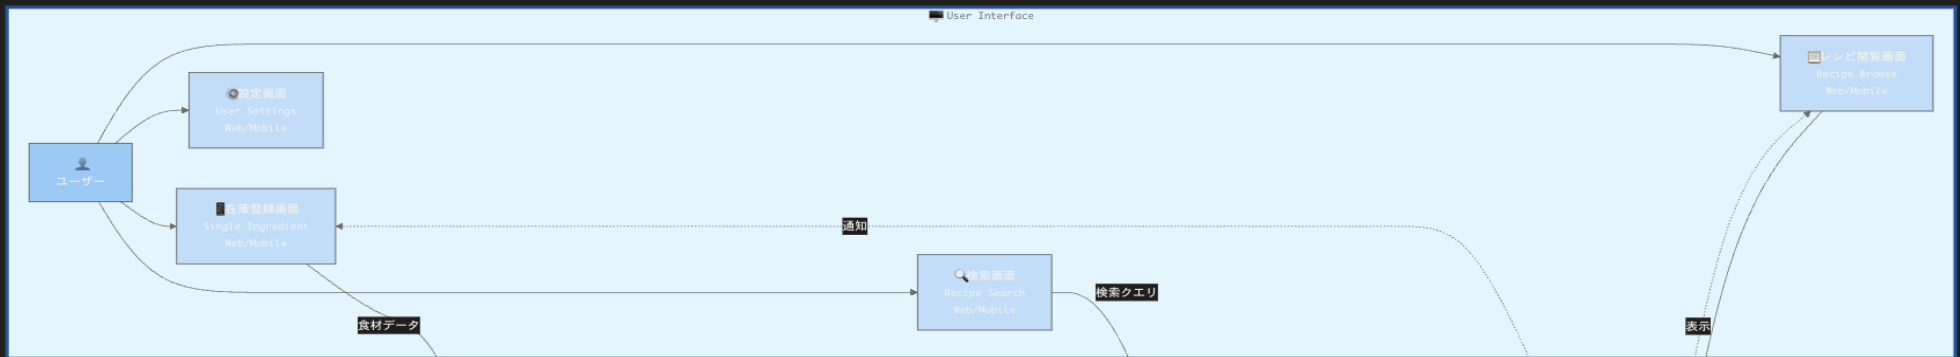 User Interface
レシピ閲覧画面
Recipe Browse
Web/Mobile
設定画面
User Settings
Web/Mobile
ユーザー
在庫登録画面
Single Ingredient
Web/Mobile
通知
検索画面
Recipe Search
Web/Mobile
検索クエリ
食材データ
表示